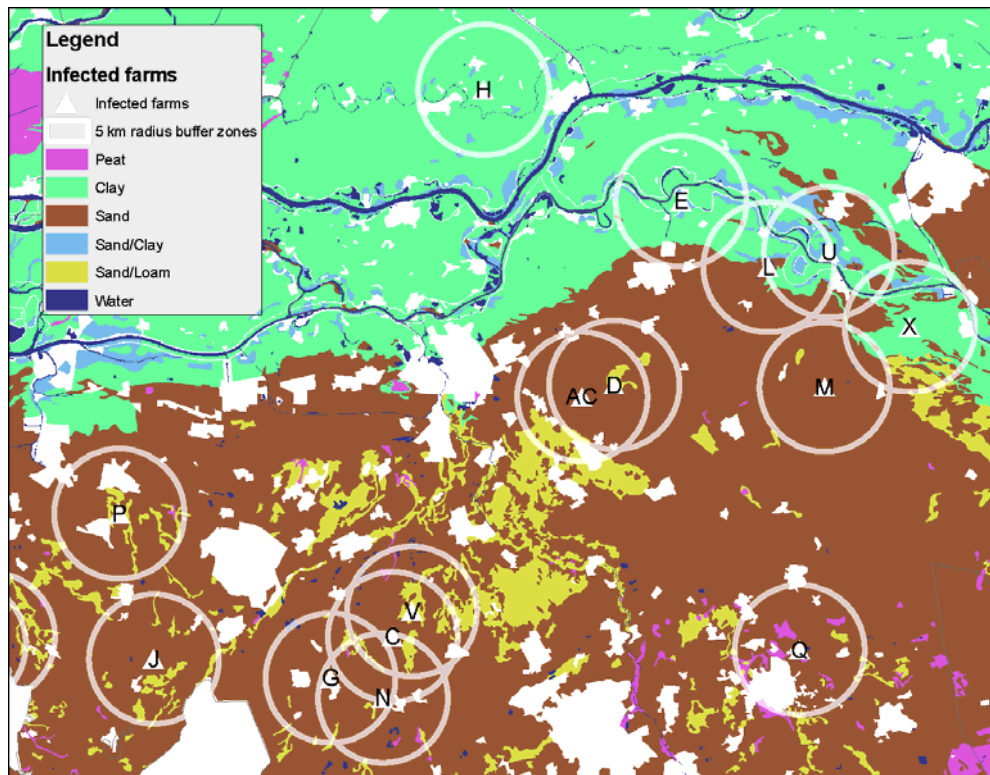 Legend
Infected farms
Infected farms
5 km radius buffer zones
Peat
Clay
Sand
Sand/Clay
Sand/Loam
Water
H
E
U
L
X
D
AC
M
P
V
C
J
Q
G
N